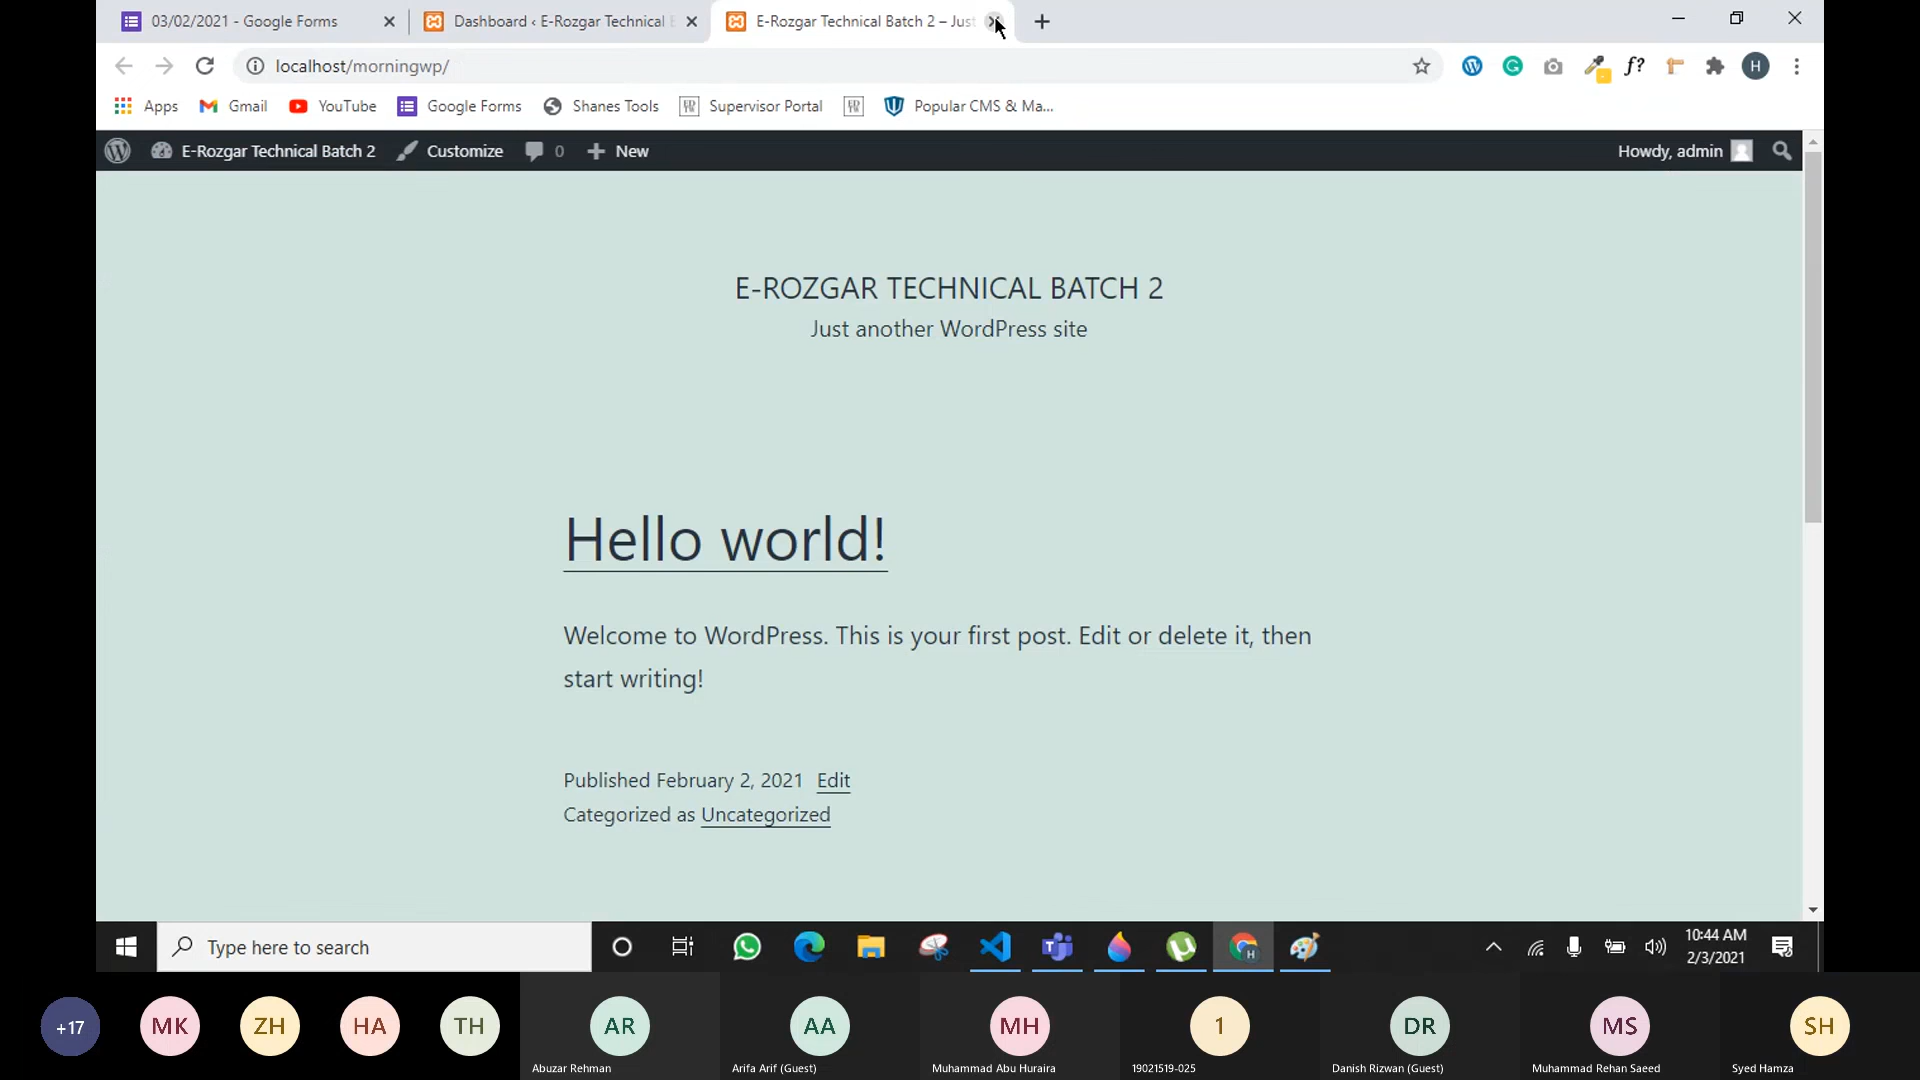 03/02/2021 - Google Forms
Dashboard ‹ E-Rozgar Technical
E-Rozgar Technical Batch 2 – Just
localhost/morningwp/
f?
H
Apps
Gmail
YouTube
Google Forms
Shanes Tools
Supervisor Portal
Popular CMS & Ma...
E-Rozgar Technical Batch 2
Customize
0
New
Howdy, admin
E-ROZGAR TECHNICAL BATCH 2
Just another WordPress site
Hello world!
Welcome to WordPress. This is your first post. Edit or delete it, then
start writing!
Published February 2, 2021 Edit
Categorized as Uncategorized
Type here to search
10:44 AM
2/3/2021
+17
MK
ZH
HA
TH
AR
AA
MH
1
DR
MS
SH
Abuzar Rehman
Arifa Arif (Guest)
Muhammad Abu Huraira
19021519-025
Danish Rizwan (Guest)
Muhammad Rehan Saeed
Syed Hamza